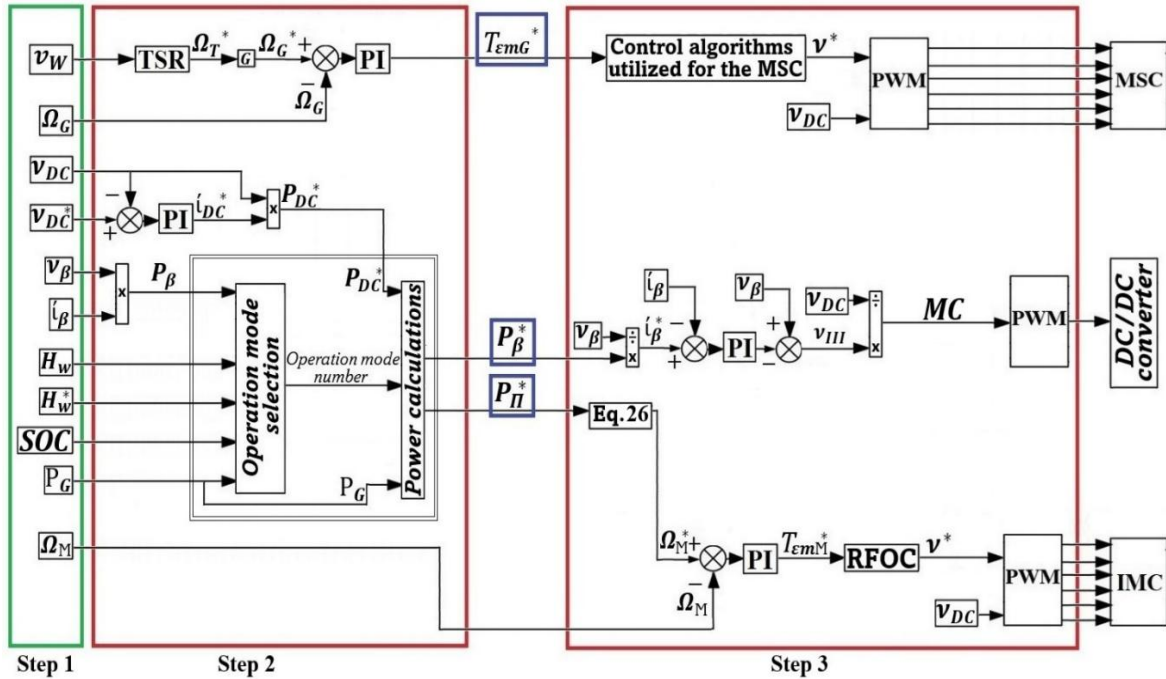 v_W
TSR
Ω_T*
G
Ω_G*
+
−
Ω_G
PI
T_εmG*
Control algorithms
utilized for the MSC
v*
PWM
MSC
v_DC
Ω_G
v_DC
v_DC*
−
+
PI
i_DC*
x
P_DC*
v_β
i_β
x
P_β
P_DC*
H_w
H_w*
SOC
P_G
Operation mode
selection
Operation mode
number
Power calculations
P_G
P_β*
P_Π*
v_β
÷
x
i_β*
i_β
−
+
PI
v_β
+
−
v_III
v_DC
÷
x
MC
PWM
DC/DC
converter
Eq.26
Ω_M
Ω_M*
+
−
Ω_M
PI
T_εmM*
RFOC
v*
v_DC
PWM
IMC
Step 1
Step 2
Step 3